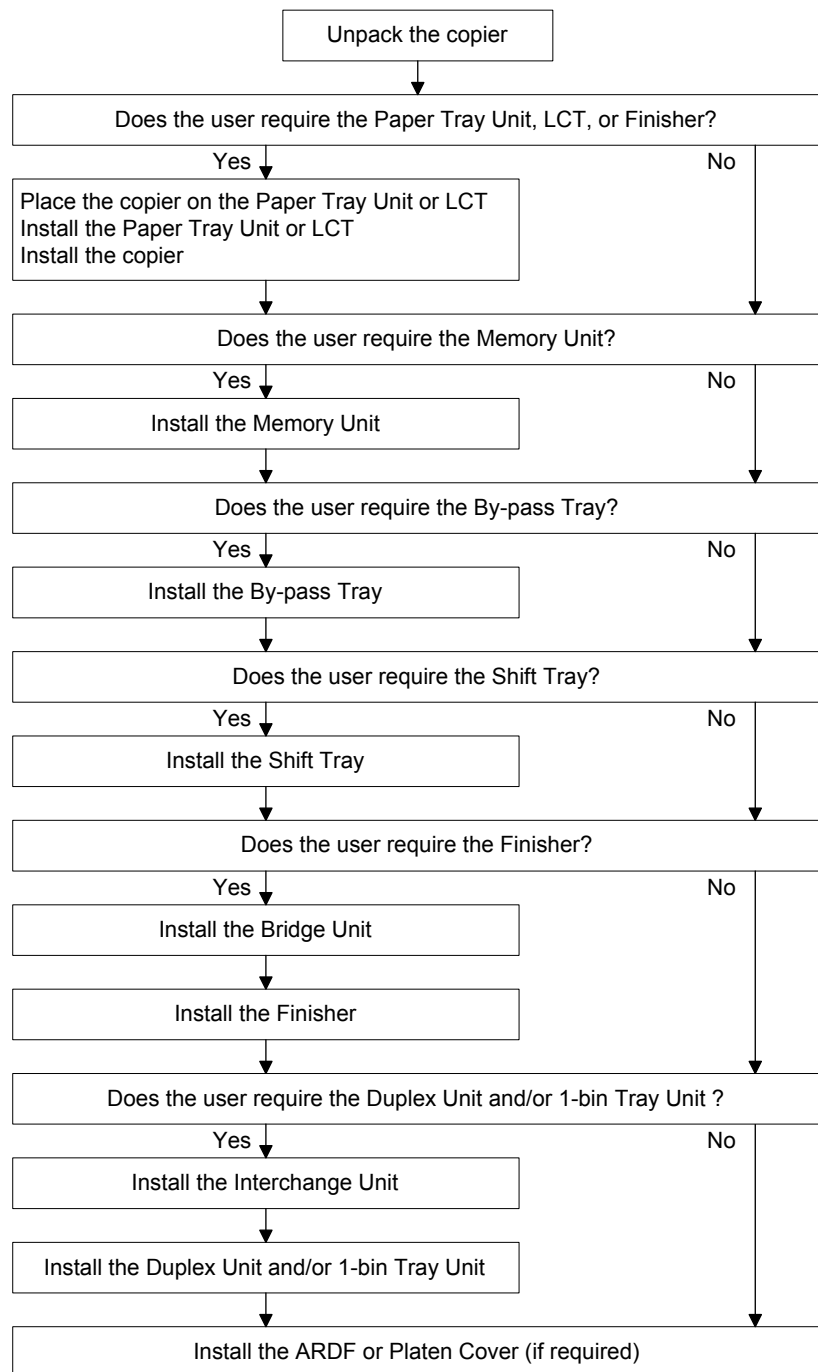 Unpack the copier
Does the user require the Paper Tray Unit, LCT, or Finisher?
Yes
No
Place the copier on the Paper Tray Unit or LCT
Install the Paper Tray Unit or LCT
Install the copier
Does the user require the Memory Unit?
Yes
No
Install the Memory Unit
Does the user require the By-pass Tray?
Yes
No
Install the By-pass Tray
Does the user require the Shift Tray?
Yes
No
Install the Shift Tray
Does the user require the Finisher?
Yes
No
Install the Bridge Unit
Install the Finisher
Does the user require the Duplex Unit and/or 1-bin Tray Unit ?
Yes
No
Install the Interchange Unit
Install the Duplex Unit and/or 1-bin Tray Unit
Install the ARDF or Platen Cover (if required)